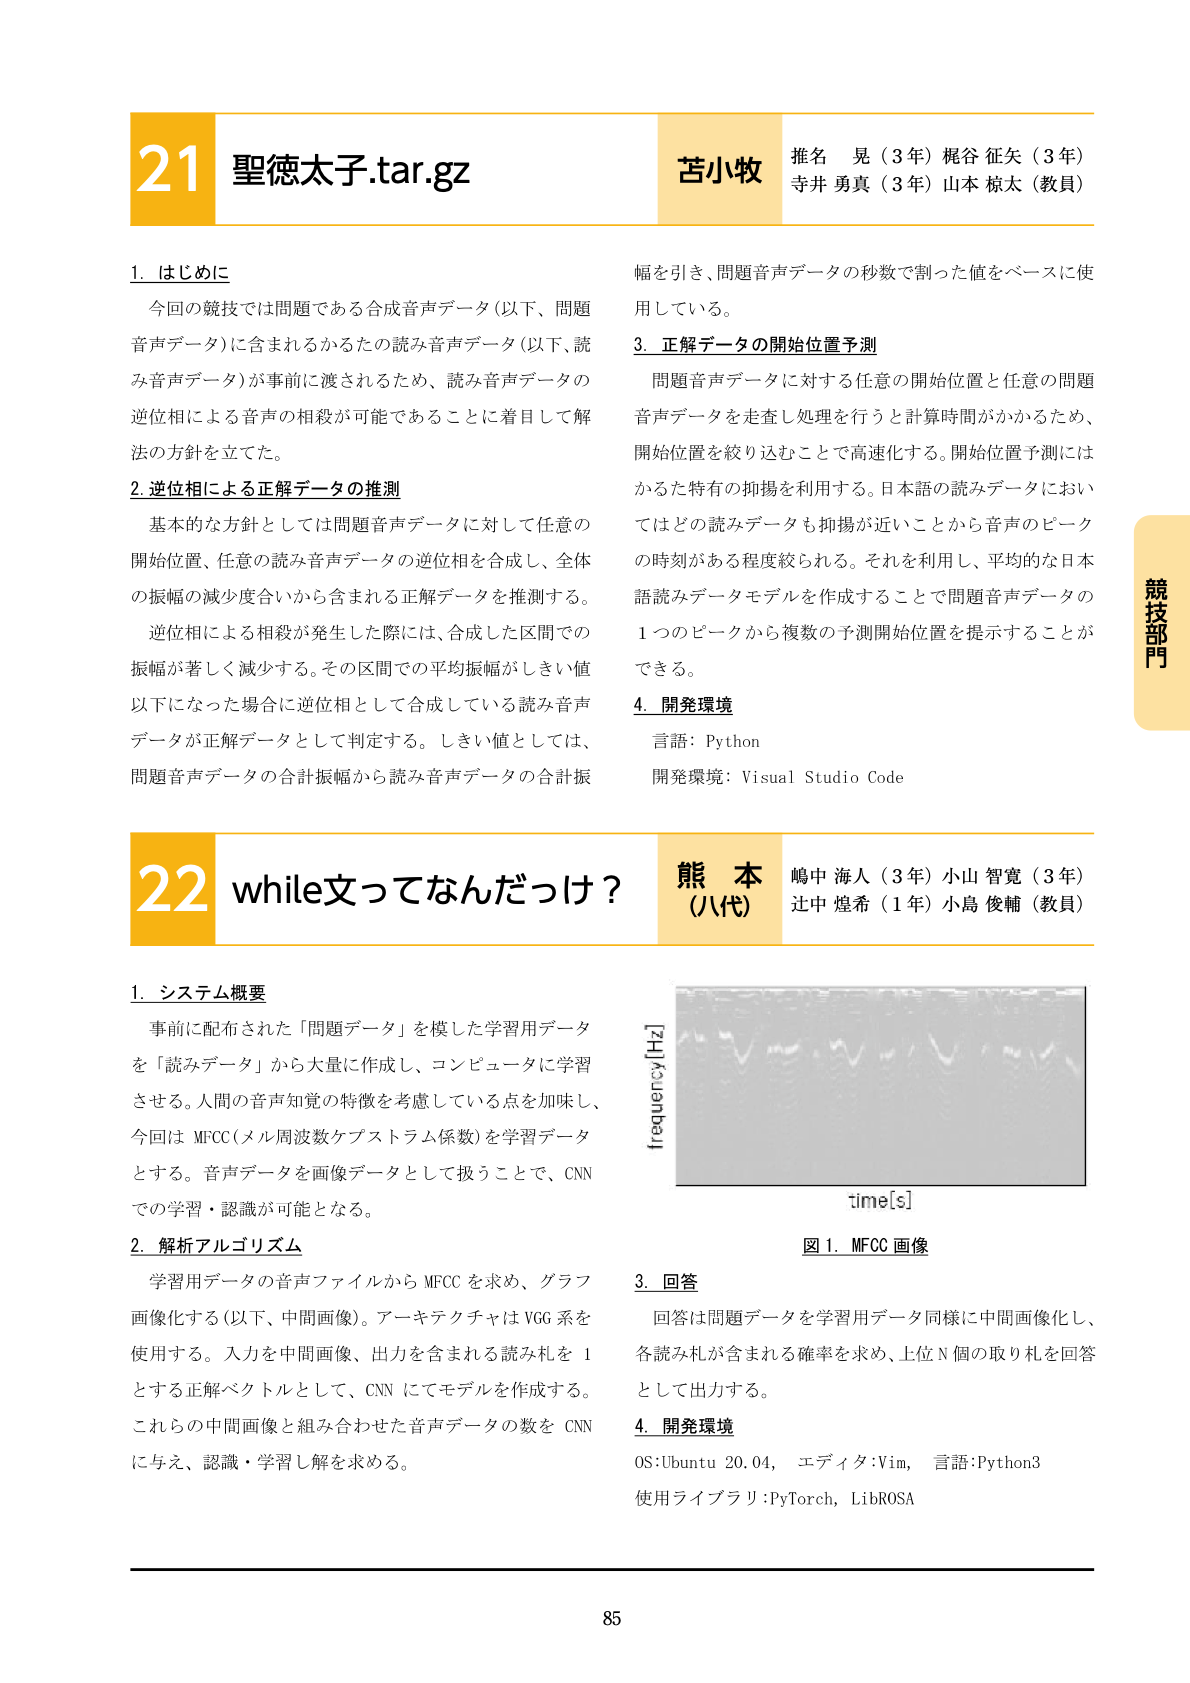 21
聖徳太子.tar.gz
苫小牧
椎名　晃（３年）梶谷 征矢（３年）
寺井 勇真（３年）山本 椋太（教員）
1. はじめに
今回の競技では問題である合成音声データ(以下、問題
音声データ)に含まれるかるたの読み音声データ(以下、読
み音声データ)が事前に渡されるため、読み音声データの
逆位相による音声の相殺が可能であることに着目して解
法の方針を立てた。
2. 逆位相による正解データの推測
基本的な方針としては問題音声データに対して任意の
開始位置、任意の読み音声データの逆位相を合成し、全体
の振幅の減少度合いから含まれる正解データを推測する。
逆位相による相殺が発生した際には、合成した区間での
振幅が著しく減少する。その区間での平均振幅がしきい値
以下になった場合に逆位相として合成している読み音声
データが正解データとして判定する。しきい値としては、
問題音声データの合計振幅から読み音声データの合計振
幅を引き、問題音声データの秒数で割った値をベースに使
用している。
3. 正解データの開始位置予測
問題音声データに対する任意の開始位置と任意の問題
音声データを走査し処理を行うと計算時間がかかるため、
開始位置を絞り込むことで高速化する。開始位置予測には
かるた特有の抑揚を利用する。日本語の読みデータにおい
てはどの読みデータも抑揚が近いことから音声のピーク
の時刻がある程度絞られる。それを利用し、平均的な日本
語読みデータモデルを作成することで問題音声データの
１つのピークから複数の予測開始位置を提示することが
できる。
4. 開発環境
言語: Python
開発環境: Visual Studio Code
競技部門
22
while文ってなんだっけ？
熊　本
(八代)
嶋中 海人（３年）小山 智寛（３年）
辻中 煌希（１年）小島 俊輔（教員）
1. システム概要
事前に配布された「問題データ」を模した学習用データ
を「読みデータ」から大量に作成し、コンピュータに学習
させる。人間の音声知覚の特徴を考慮している点を加味し、
今回は MFCC(メル周波数ケプストラム係数)を学習データ
とする。音声データを画像データとして扱うことで、CNN
での学習・認識が可能となる。
2. 解析アルゴリズム
学習用データの音声ファイルから MFCC を求め、グラフ
画像化する(以下、中間画像)。アーキテクチャは VGG 系を
使用する。入力を中間画像、出力を含まれる読み札を 1
とする正解ベクトルとして、CNN にてモデルを作成する。
これらの中間画像と組み合わせた音声データの数を CNN
に与え、認識・学習し解を求める。
frequency[Hz]
time[s]
図 1. MFCC 画像
3. 回答
回答は問題データを学習用データ同様に中間画像化し、
各読み札が含まれる確率を求め、上位 N 個の取り札を回答
として出力する。
4. 開発環境
OS:Ubuntu 20.04,　エディタ:Vim,　言語:Python3
使用ライブラリ:PyTorch, LibROSA
85